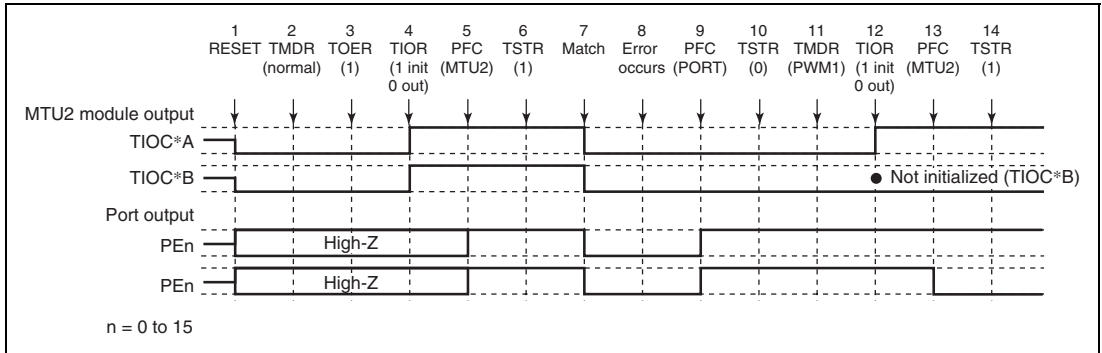 1 2 3 4 5 6 7 8 9 10 11 12 13 14
RESET TMDR TOER TIOR PFC TSTR Match Error PFC TSTR TMDR TIOR PFC TSTR
(normal) (1) (1 init (MTU2) (1) occurs (PORT) (0) (PWM1) (1 init (MTU2) (1)
0 out) 0 out)
MTU2 module output
TIOC*A
TIOC*B ● Not initialized (TIOC*B)
Port output
PEn High-Z
PEn High-Z
n = 0 to 15